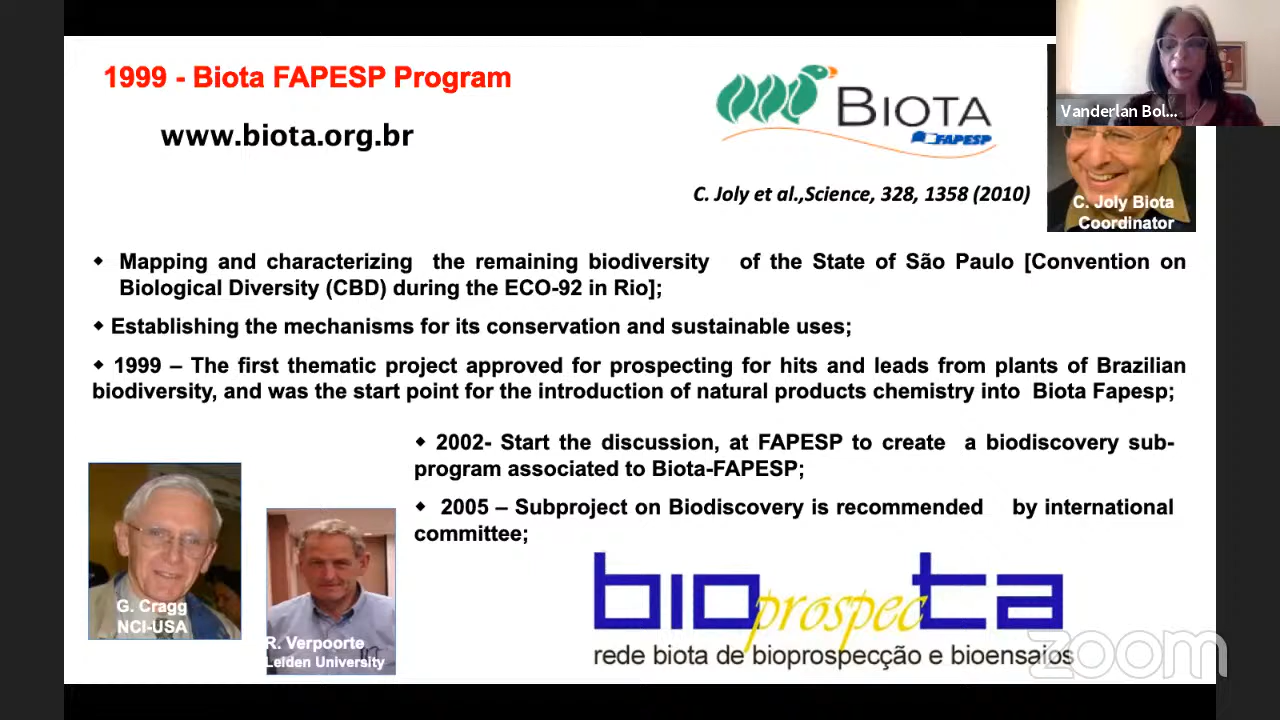 1999 - Biota FAPESP Program
www.biota.org.br
BIOTA
FAPESP
Vanderlan Bol...
C. Joly et al.,Science, 328, 1358 (2010)
C. Joly Biota
Coordinator
◆ Mapping and characterizing the remaining biodiversity of the State of São Paulo [Convention on
Biological Diversity (CBD) during the ECO-92 in Rio];
◆ Establishing the mechanisms for its conservation and sustainable uses;
◆ 1999 – The first thematic project approved for prospecting for hits and leads from plants of Brazilian
biodiversity, and was the start point for the introduction of natural products chemistry into Biota Fapesp;
◆ 2002- Start the discussion, at FAPESP to create a biodiscovery sub-
program associated to Biota-FAPESP;
◆ 2005 – Subproject on Biodiscovery is recommended by international
committee;
G. Cragg
NCI-USA
R. Verpoorte
Leiden University
bioprospecta
rede biota de bioprospecção e bioensaios
zoom